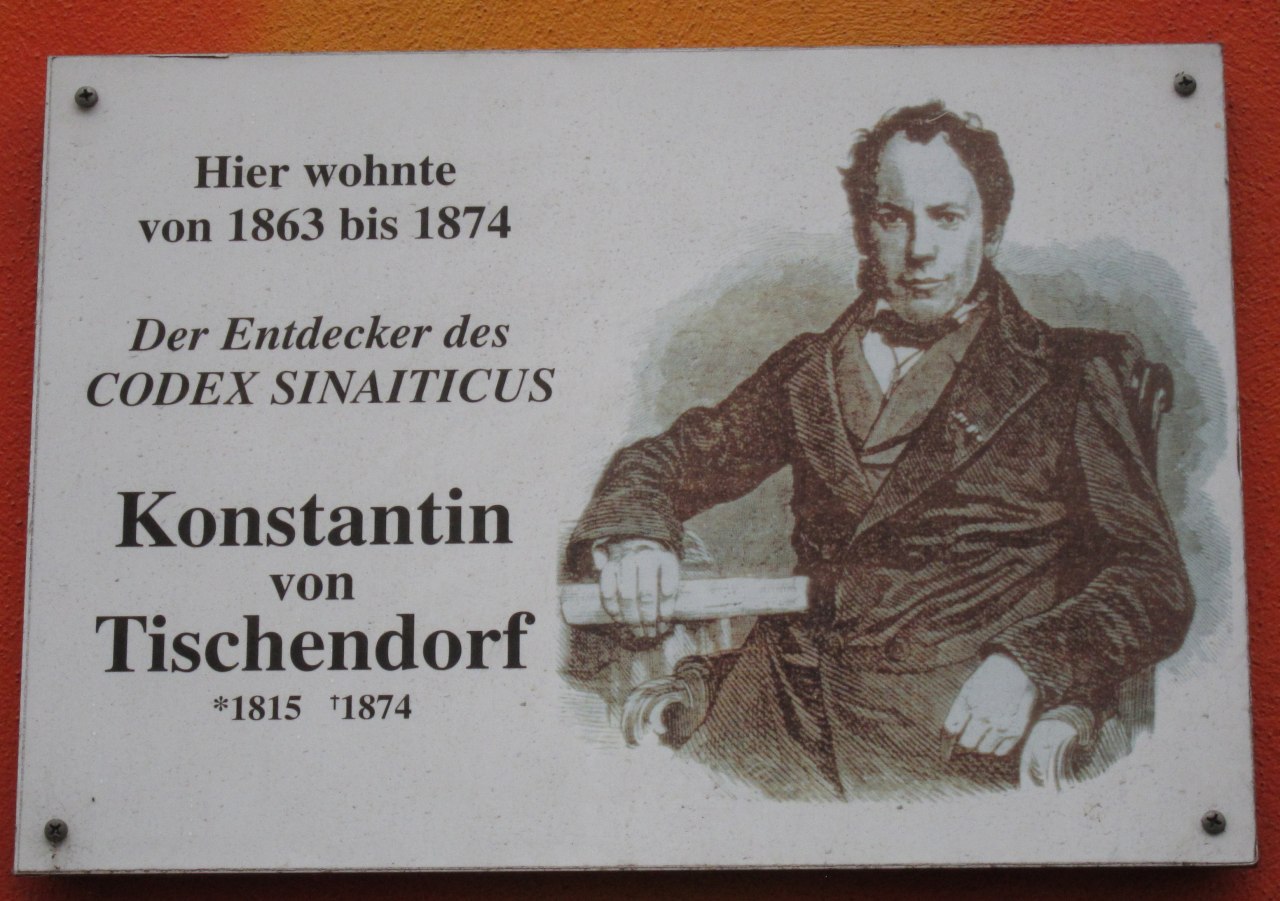 Hier wohnte
von 1863 bis 1874
Der Entdecker des
CODEX SINAITICUS
Konstantin
von
Tischendorf
*1815 †1874